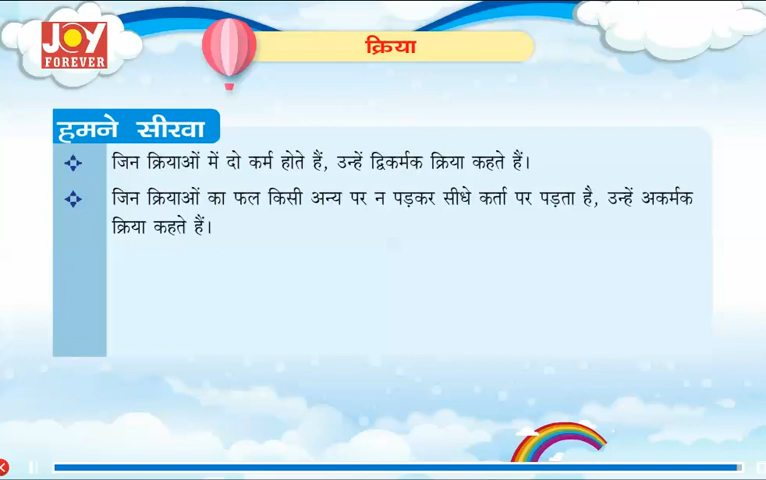 JOY
FOREVER
क्रिया
हमने सीखा
जिन क्रियाओं में दो कर्म होते हैं, उन्हें द्विकर्मक क्रिया कहते हैं।
जिन क्रियाओं का फल किसी अन्य पर न पड़कर सीधे कर्ता पर पड़ता है, उन्हें अकर्मक
क्रिया कहते हैं।